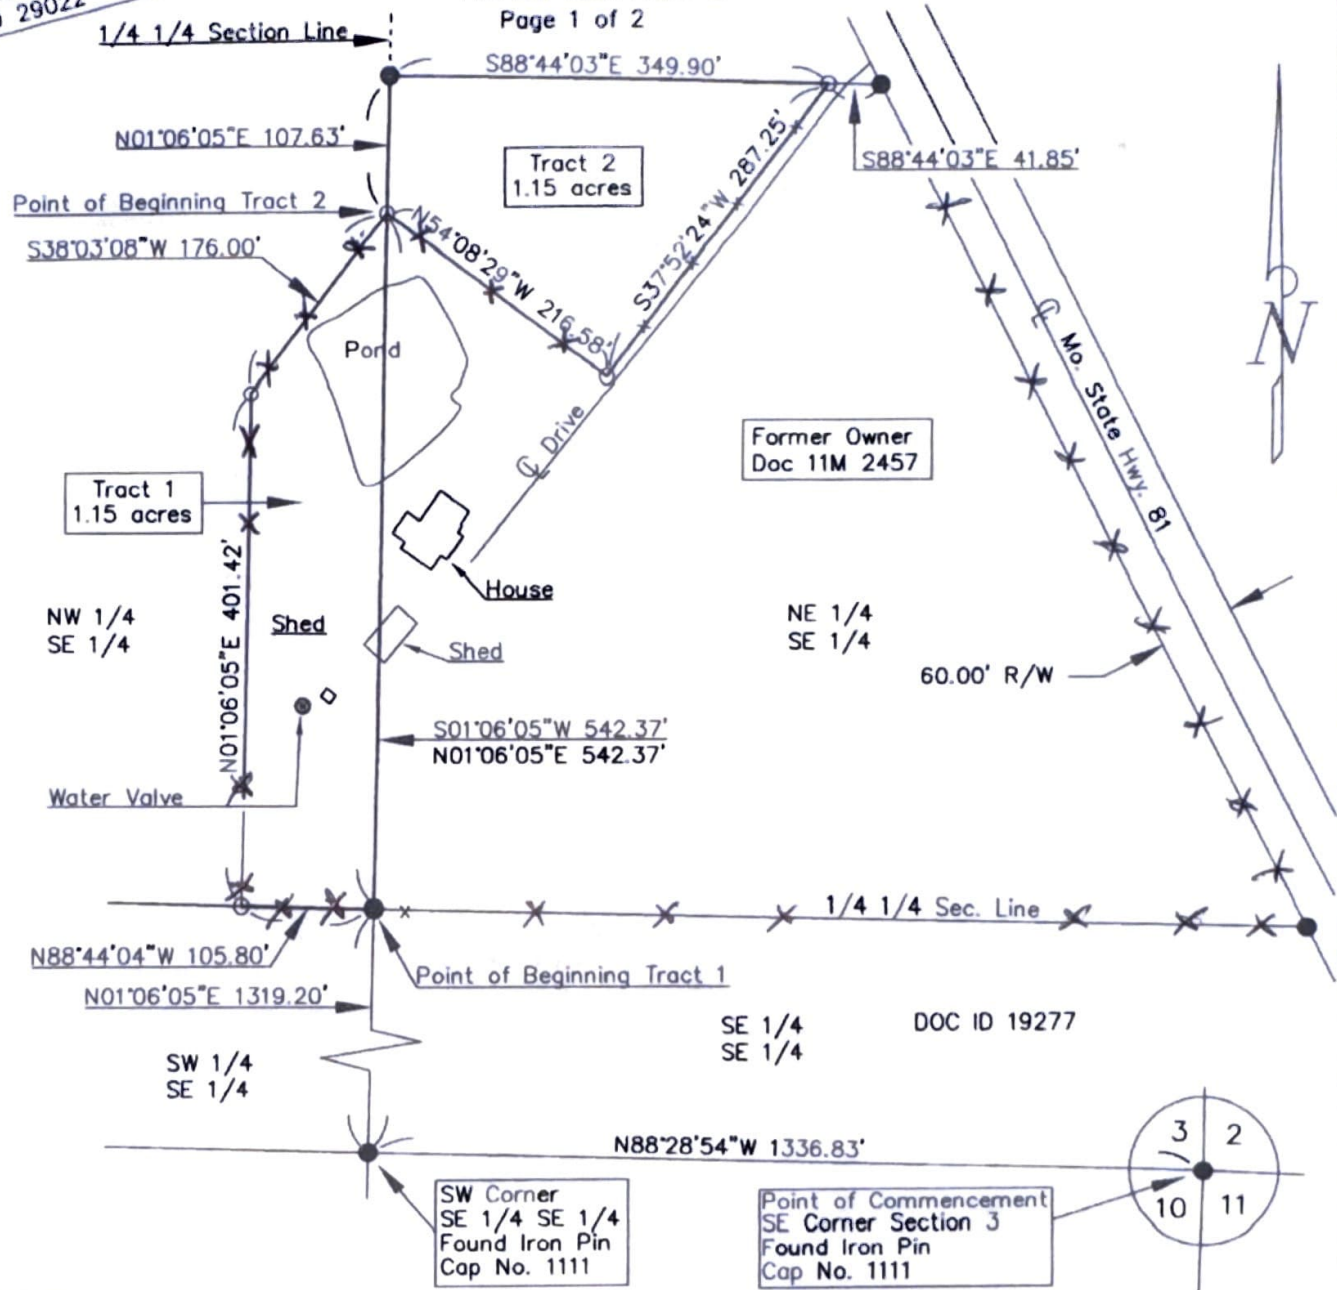 29022
Page 1 of 2
1/4 1/4 Section Line
S88°44'03"E 349.90'
N01°06'05"E 107.63'
Tract 2
1.15 acres
S88°44'03"E 41.85'
Point of Beginning Tract 2
S38°03'08"W 176.00'
N54°08'29"W 216.58'
S37°52'24"W 287.25'
N
Pond
℄ Mo. State Hwy. 81
℄ Drive
Former Owner
Doc 11M 2457
Tract 1
1.15 acres
N01°06'05"E 401.42'
House
NW 1/4
SE 1/4
Shed
Shed
NE 1/4
SE 1/4
60.00' R/W
S01°06'05"W 542.37'
N01°06'05"E 542.37'
Water Valve
1/4 1/4 Sec. Line
N88°44'04"W 105.80'
Point of Beginning Tract 1
N01°06'05"E 1319.20'
SE 1/4
SE 1/4
DOC ID 19277
SW 1/4
SE 1/4
N88°28'54"W 1336.83'
3 2
10 11
SW Corner
SE 1/4 SE 1/4
Found Iron Pin
Cap No. 1111
Point of Commencement
SE Corner Section 3
Found Iron Pin
Cap No. 1111